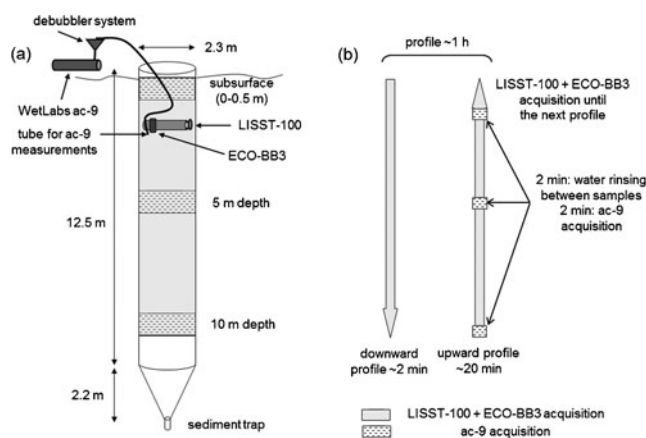 debubbler system
(a)
2.3 m
subsurface
(0-0.5 m)
WetLabs ac-9
tube for ac-9
measurements
LISST-100
ECO-BB3
12.5 m
5 m depth
10 m depth
2.2 m
sediment trap
(b)
profile ~1 h
LISST-100 + ECO-BB3
acquisition until
the next profile
2 min: water rinsing
between samples
2 min: ac-9
acquisition
downward
profile ~2 min
upward profile
~20 min
LISST-100 + ECO-BB3 acquisition
ac-9 acquisition